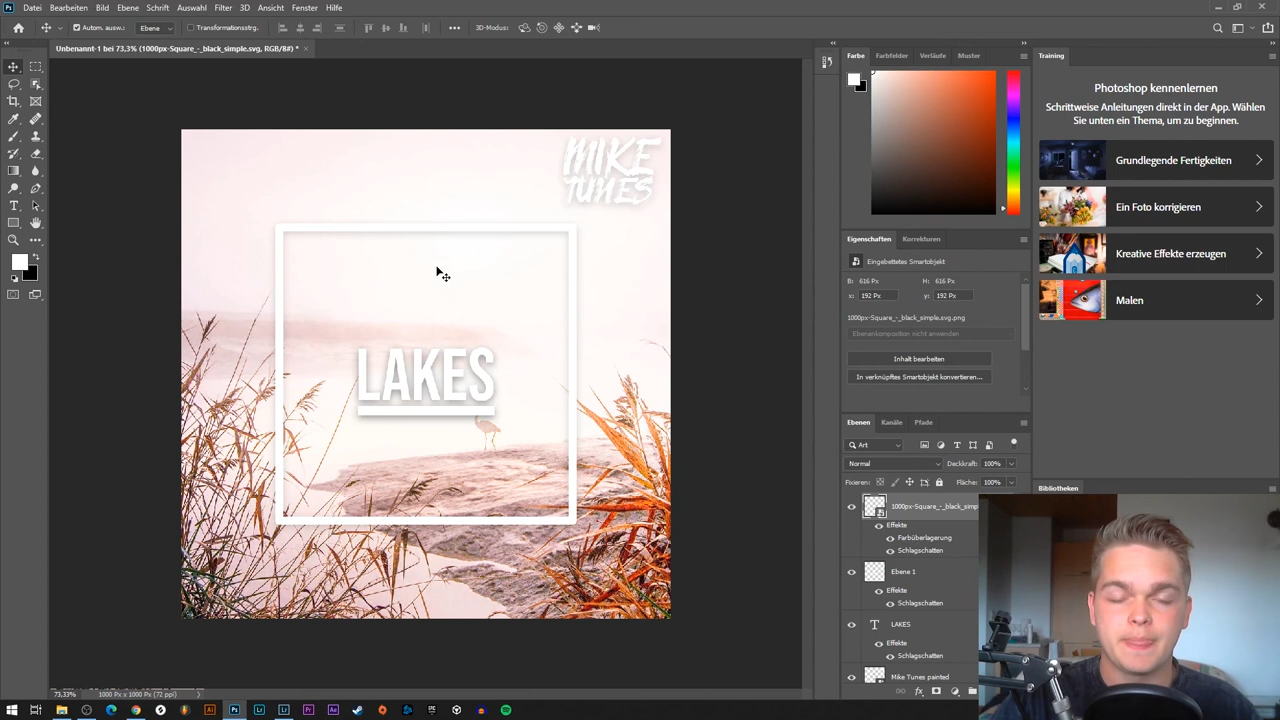 Datei Bearbeiten Bild Ebene Schrift Auswahl Filter 3D Ansicht Fenster Hilfe
Autom. ausw.: Ebene Transformationsstrg. 3D-Modus:
Unbenannt-1 bei 73,3% (1000px-Square_-_black_simple.svg, RGB/8#) *
MIKE
TUNES
LAKES
73,33% 1000 Px x 1000 Px (72 ppi)
Farbe Farbfelder Verläufe Muster
Eigenschaften Korrekturen
Eingebettetes Smartobjekt
B: 616 Px H: 616 Px
x: 192 Px y: 192 Px
1000px-Square_-_black_simple.svg.png
Ebenenkomposition nicht anwenden
Inhalt bearbeiten
In verknüpftes Smartobjekt konvertieren...
Ebenen Kanäle Pfade
Art
Normal Deckkraft: 100%
Fixieren: Fläche: 100%
1000px-Square_-_black_simp
Effekte
Farbüberlagerung
Schlagschatten
Ebene 1
Effekte
Schlagschatten
LAKES
Effekte
Schlagschatten
Mike Tunes painted
Training
Photoshop kennenlernen
Schrittweise Anleitungen direkt in der App. Wählen
Sie unten ein Thema, um zu beginnen.
Grundlegende Fertigkeiten
Ein Foto korrigieren
Kreative Effekte erzeugen
Malen
Bibliotheken